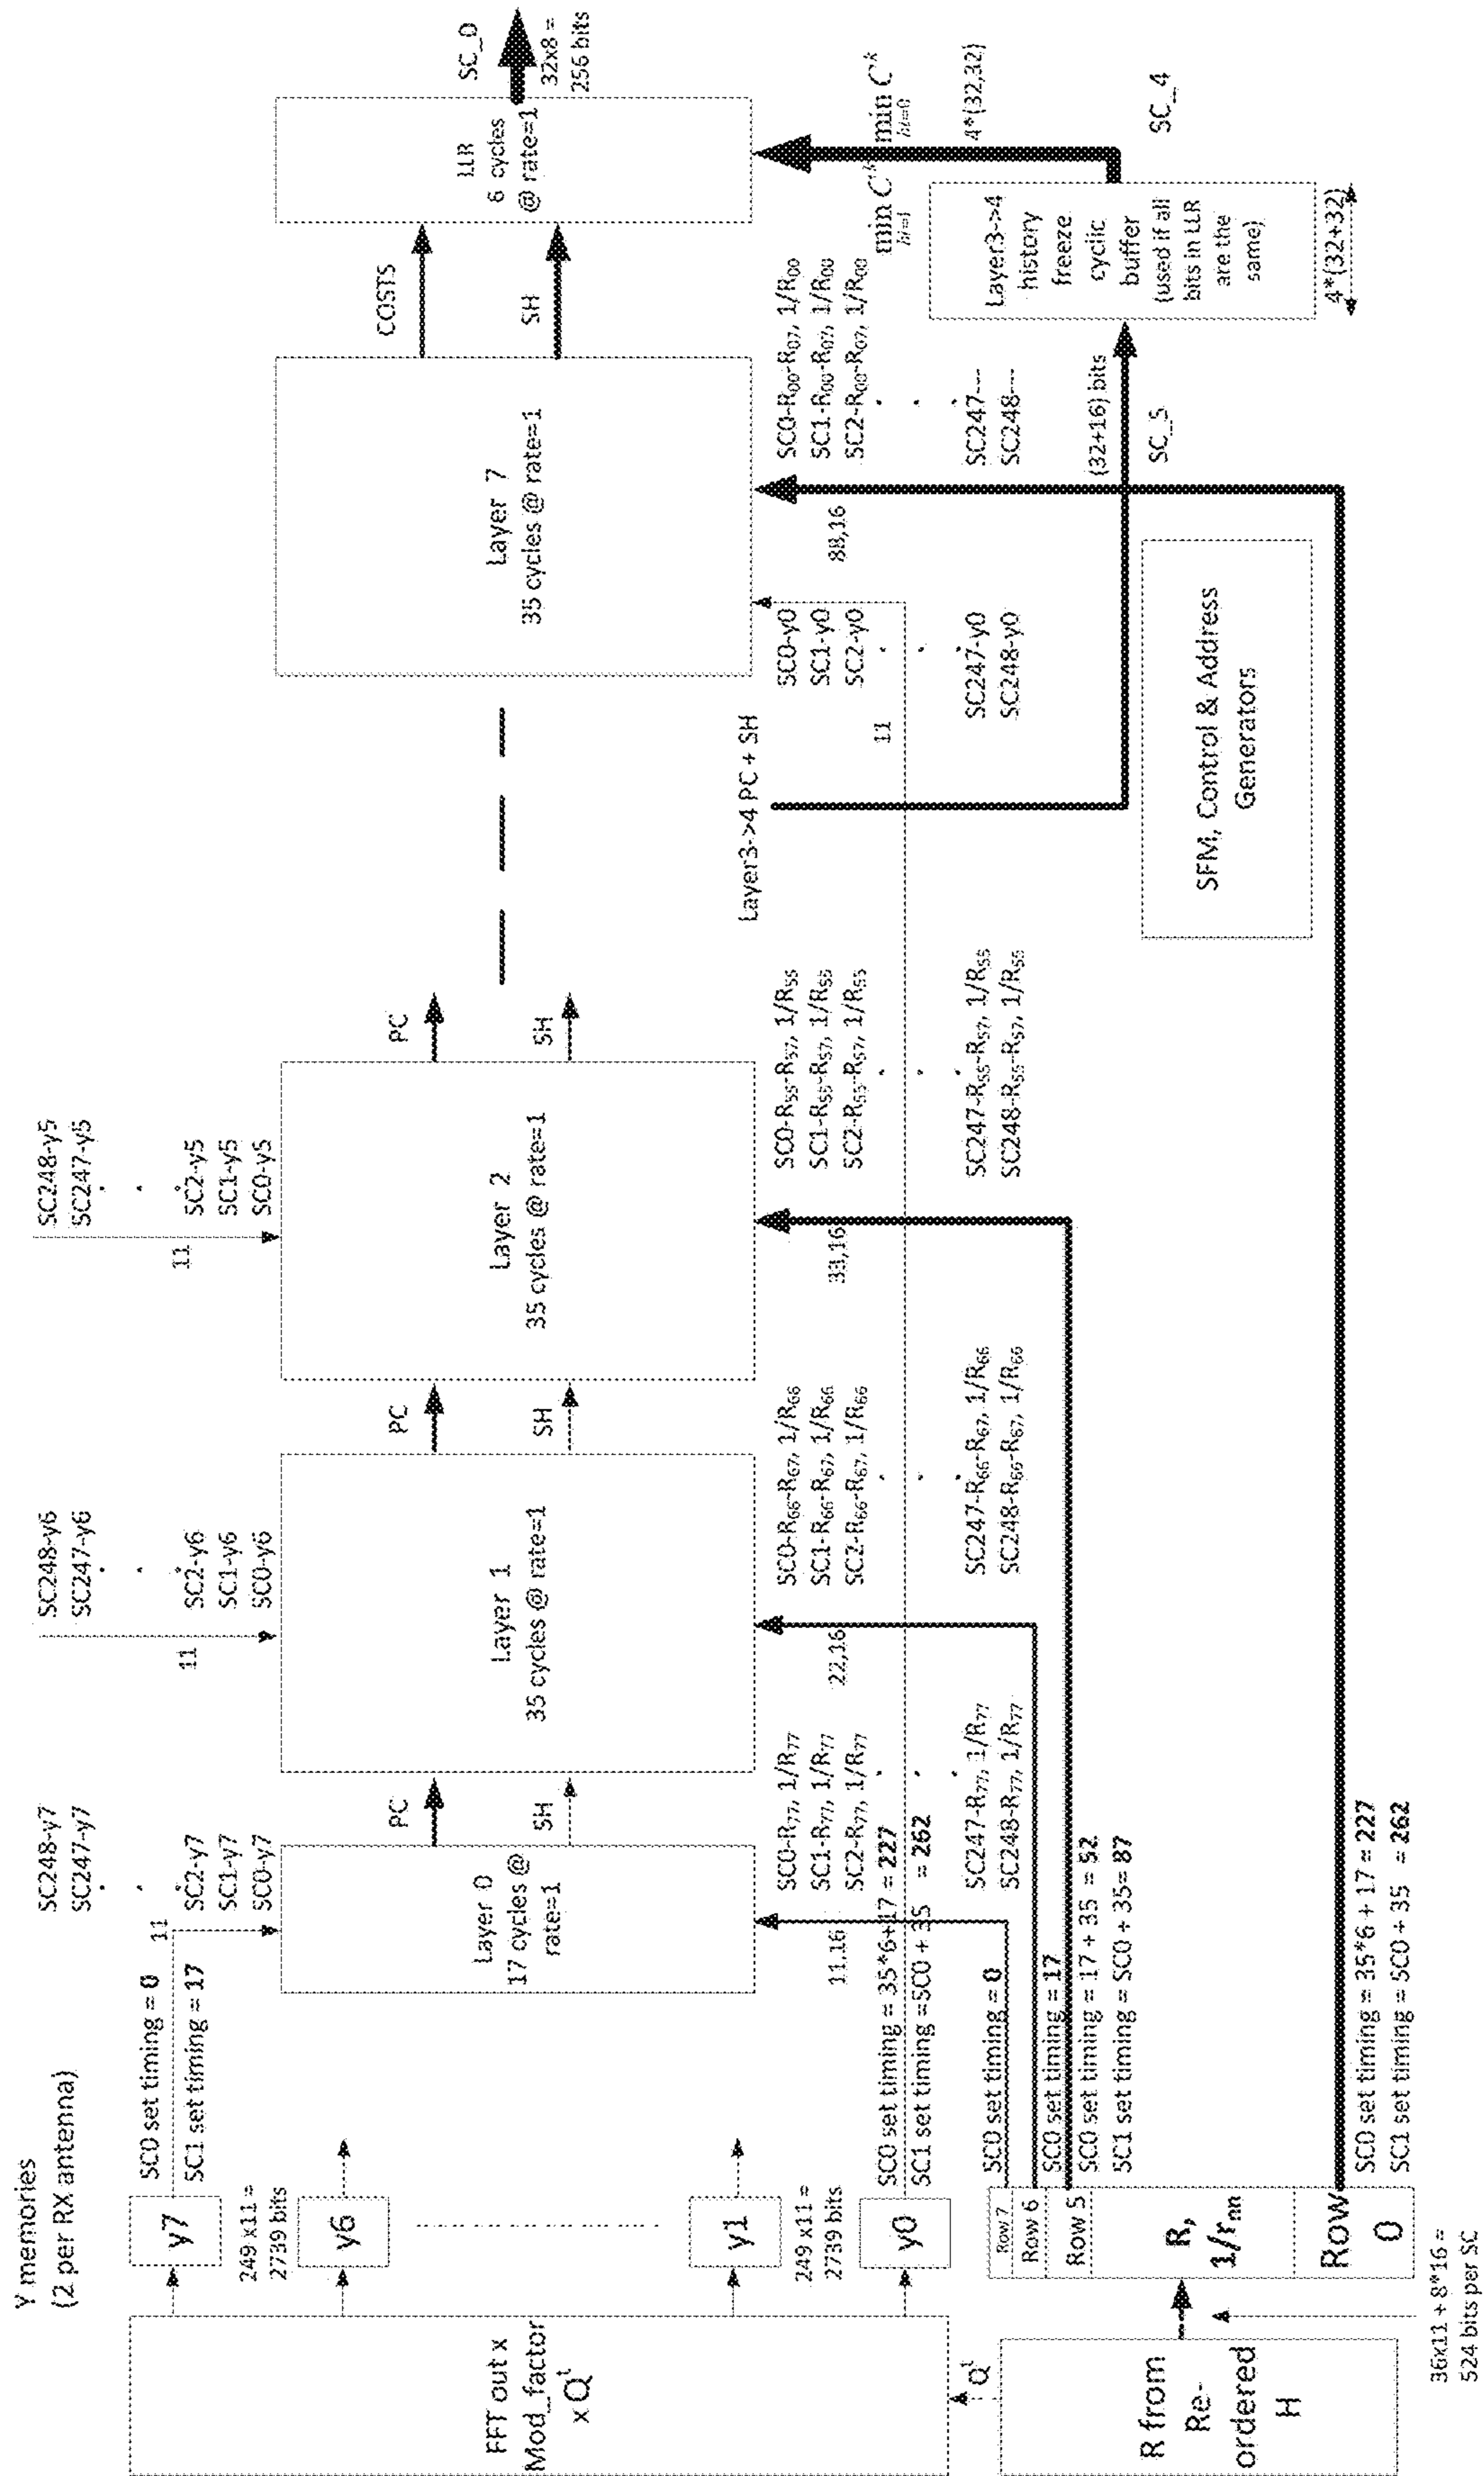 Y memories
(2 per RX antenna)
FFT out x
Mod_factor
x Q^t
Q^t
R from
Re-
ordered
H
36x11 + 8*16 =
524 bits per SC
y7
249 x11 =
2739 bits
y6
y1
249 x11 =
2739 bits
y0
Row 7
Row 6
Row 5
R,
1/r_nn
Row
0
SC0 set timing = 0
SC1 set timing = 17
SC0 set timing = 35*6+17 = 227
SC1 set timing =SC0 + 35 = 262
SC0 set timing = 0
SC0 set timing = 17
SC0 set timing = 17 + 35 = 52
SC1 set timing = SC0 + 35= 87
SC0 set timing = 35*6 + 17 = 227
SC1 set timing = SC0 + 35 = 262
SC248-y7
SC247-y7
SC2-y7
SC1-y7
SC0-y7
11
Layer 0
17 cycles @
rate=1
11,16
SC0-R₇₇, 1/R₇₇
SC1-R₇₇, 1/R₇₇
SC2-R₇₇, 1/R₇₇
SC247-R₇₇, 1/R₇₇
SC248-R₇₇, 1/R₇₇
PC
SH
SC248-y6
SC247-y6
SC2-y6
SC1-y6
SC0-y6
11
Layer 1
35 cycles @ rate=1
22,16
SC0-R₆₆-R₆₇, 1/R₆₆
SC1-R₆₆-R₆₇, 1/R₆₆
SC2-R₆₆-R₆₇, 1/R₆₆
SC247-R₆₆-R₆₇, 1/R₆₆
SC248-R₆₆-R₆₇, 1/R₆₆
PC
SH
SC248-y5
SC247-y5
SC2-y5
SC1-y5
SC0-y5
11
Layer 2
35 cycles @ rate=1
33,16
SC0-R₅₅-R₅₇, 1/R₅₅
SC1-R₅₅-R₅₇, 1/R₅₅
SC2-R₅₅-R₅₇, 1/R₅₅
SC247-R₅₅-R₅₇, 1/R₅₅
SC248-R₅₅-R₅₇, 1/R₅₅
PC
SH
Layer3->4 PC + SH
11
SC0-y0
SC1-y0
SC2-y0
SC247-y0
SC248-y0
Layer 7
35 cycles @ rate=1
88,16
SC0-R₀₀-R₀₇, 1/R₀₀
SC1-R₀₀-R₀₇, 1/R₀₀
SC2-R₀₀-R₀₇, 1/R₀₀
SC247---
SC248---
SFM, Control & Address
Generators
(32+16) bits
SC_5
COSTS
SH
Layer3->4
history
freeze
cyclic
buffer
(used if all
bits in LLR
are the
same)
4*(32+32)
LLR
6 cycles
@ rate=1
min C^k min C^k
bt=1 bt=0
4*(32,32)
SC_4
SC_0
32x8 =
256 bits